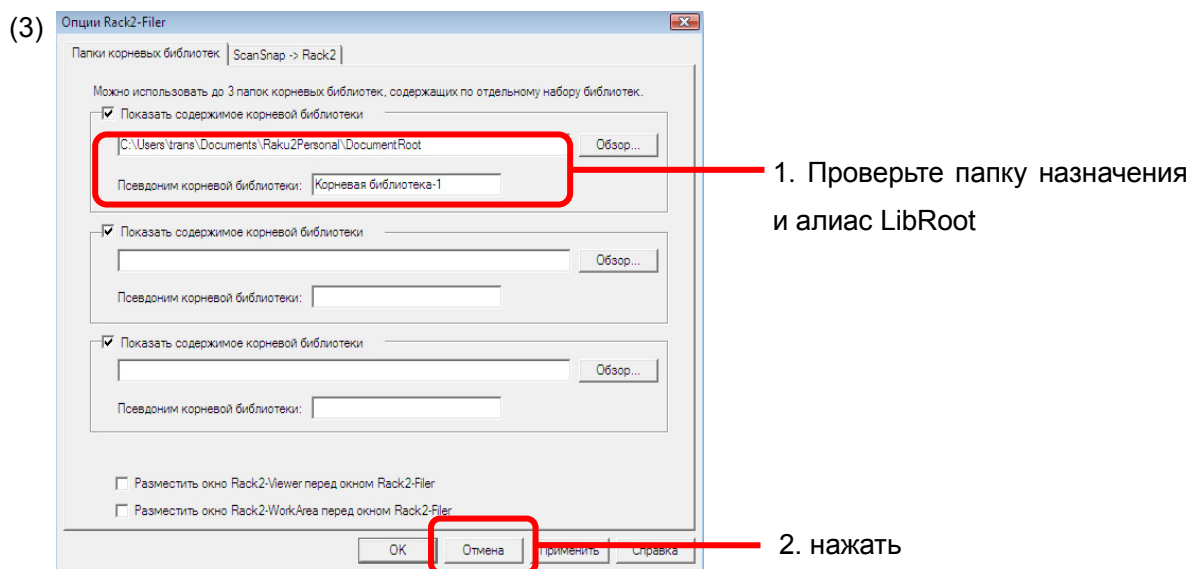 (3)
Опции Rack2-Filer
Папки корневых библиотек
ScanSnap -> Rack2
Можно использовать до 3 папок корневых библиотек, содержащих по отдельному набору библиотек.
Показать содержимое корневой библиотеки
C:\Users\trans\Documents\Raku2Personal\DocumentRoot
Обзор...
Псевдоним корневой библиотеки: Корневая библиотека-1
1. Проверьте папку назначения
и алиас LibRoot
Показать содержимое корневой библиотеки
Обзор...
Псевдоним корневой библиотеки:
Показать содержимое корневой библиотеки
Обзор...
Псевдоним корневой библиотеки:
Разместить окно Rack2-Viewer перед окном Rack2-Filer
Разместить окно Rack2-WorkArea перед окном Rack2-Filer
OK
Отмена
Применить
Справка
2. нажать